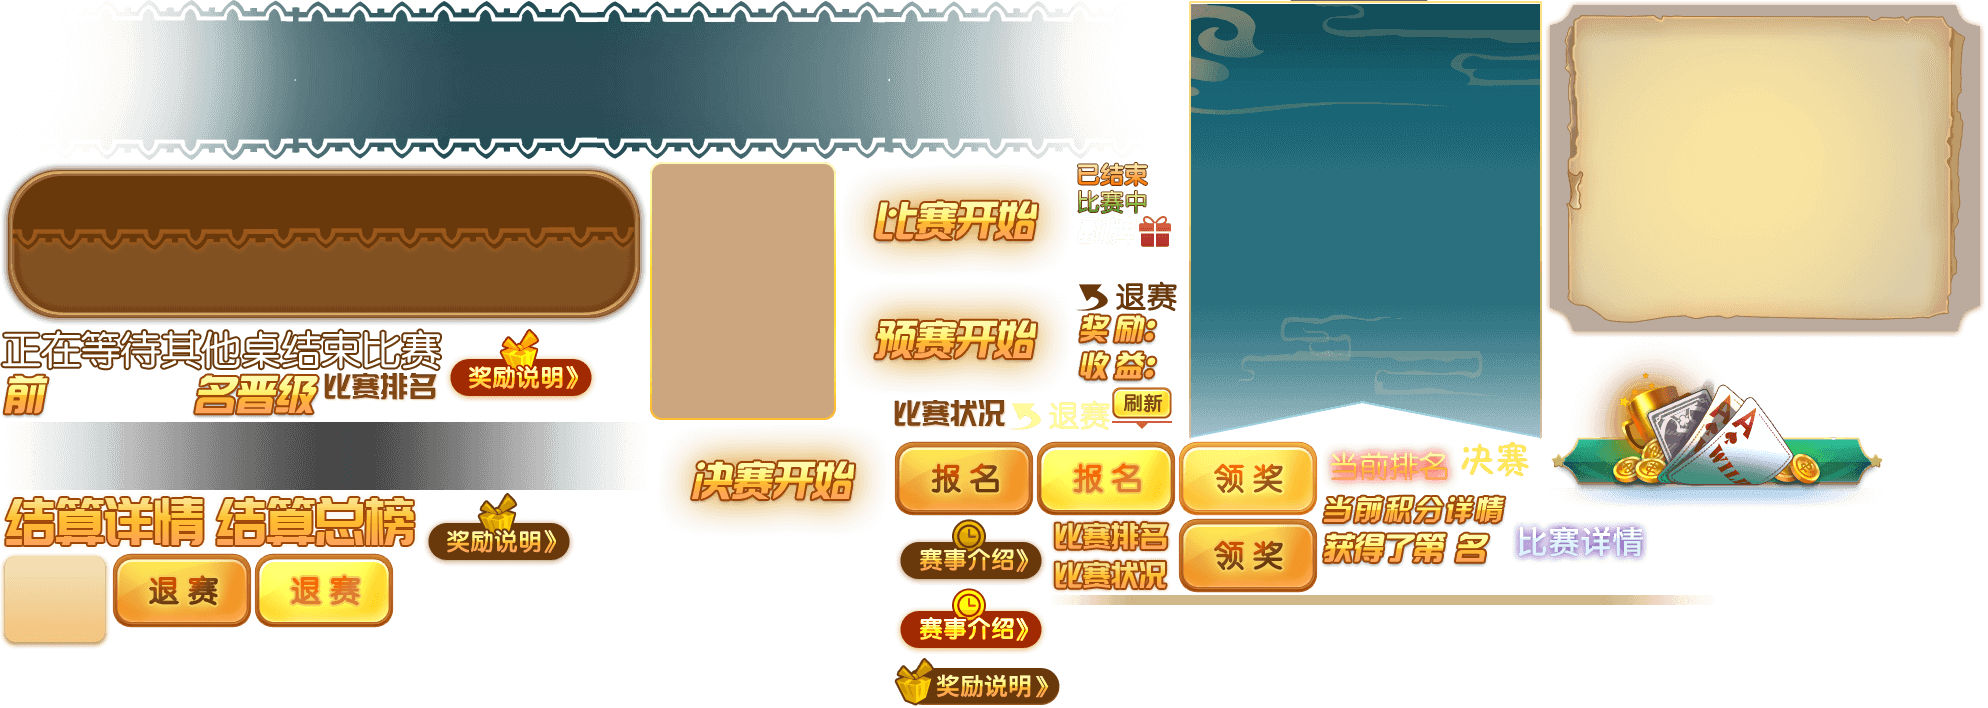 已结束
比赛中
比赛开始
退赛
奖励:
预赛开始
收益:
正在等待其他桌结束比赛
奖励说明》
前 名晋级
比赛排名
比赛状况
退赛
刷新
决赛开始
报名
报名
领奖
当前排名
决赛
结算详情
结算总榜
奖励说明》
当前积分详情
比赛排名
赛事介绍》
领奖
获得了第 名
比赛详情
比赛状况
退赛
退赛
赛事介绍》
奖励说明》
A
A
WILD